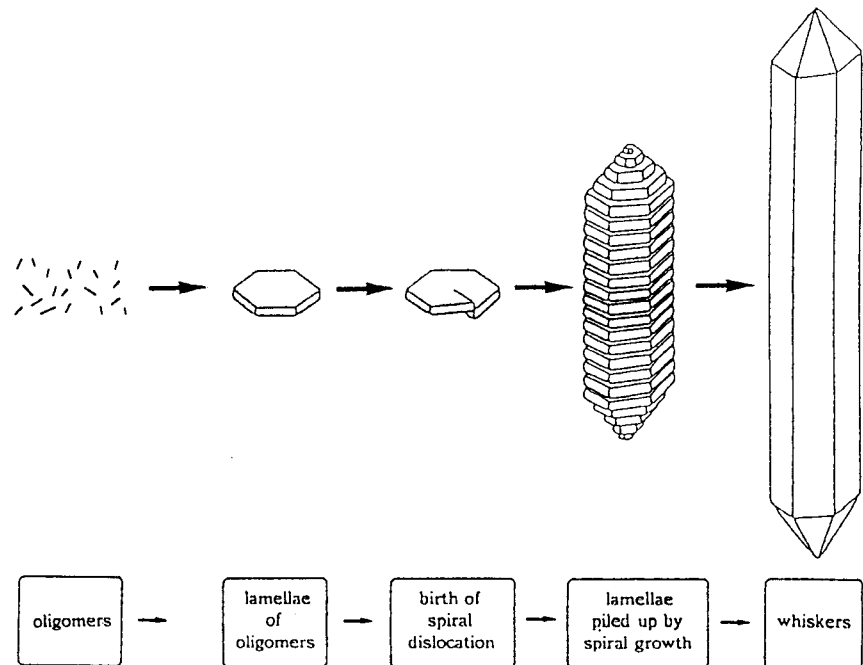 oligomers
lamellae
of
oligomers
birth of
spiral
dislocation
lamellae
piled up by
spiral growth
whiskers